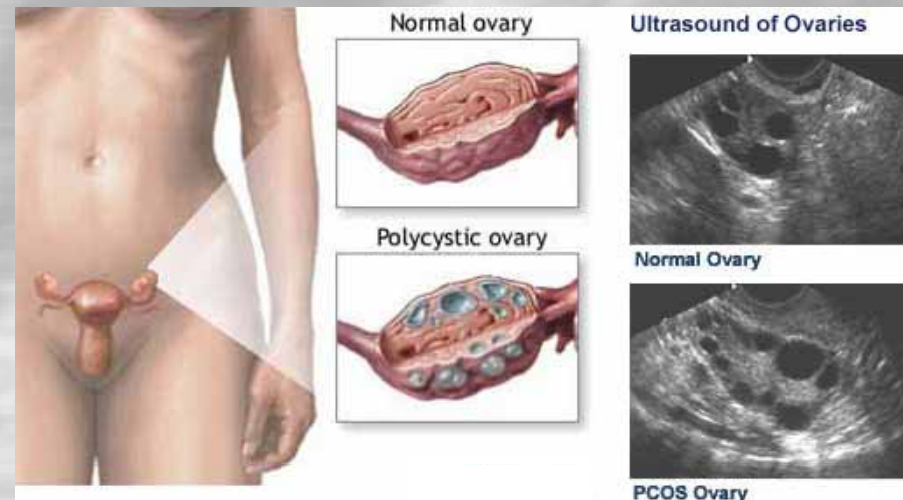 Normal ovary
Polycystic ovary
Ultrasound of Ovaries
Normal Ovary
PCOS Ovary